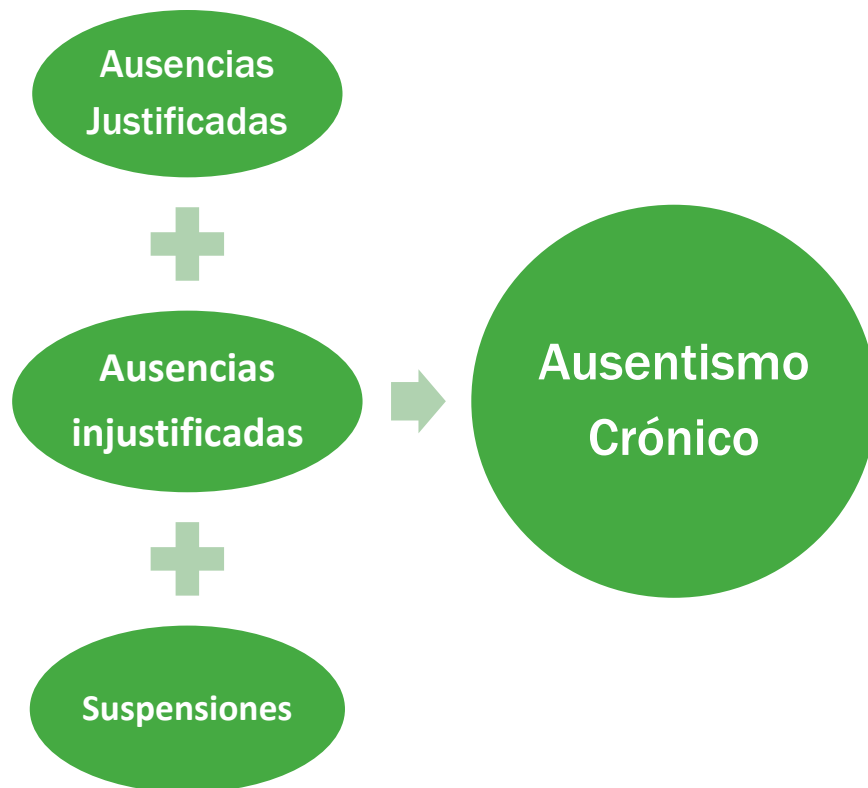 Ausencias
Justificadas
Ausencias
injustificadas
Suspensiones
Ausentismo
Crónico